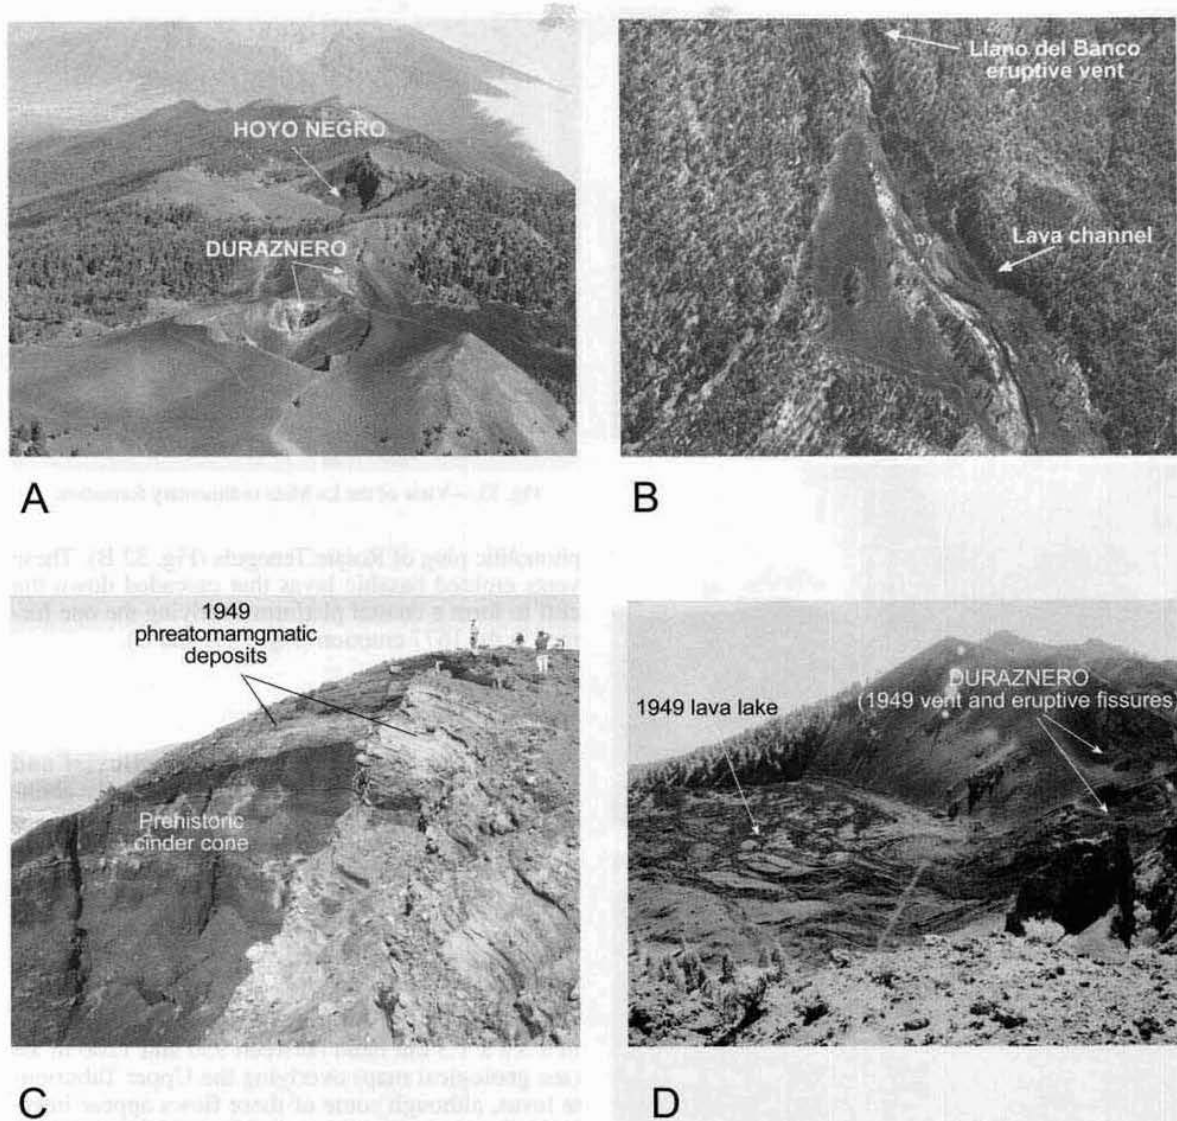 HOYO NEGRO
DURAZNERO
A
Llano del Banco
eruptive vent
Lava channel
B
1949
phreatomamgmatic
deposits
Prehistoric
cinder cone
C
DURAZNERO
(1949 vent and eruptive fissures)
1949 lava lake
D